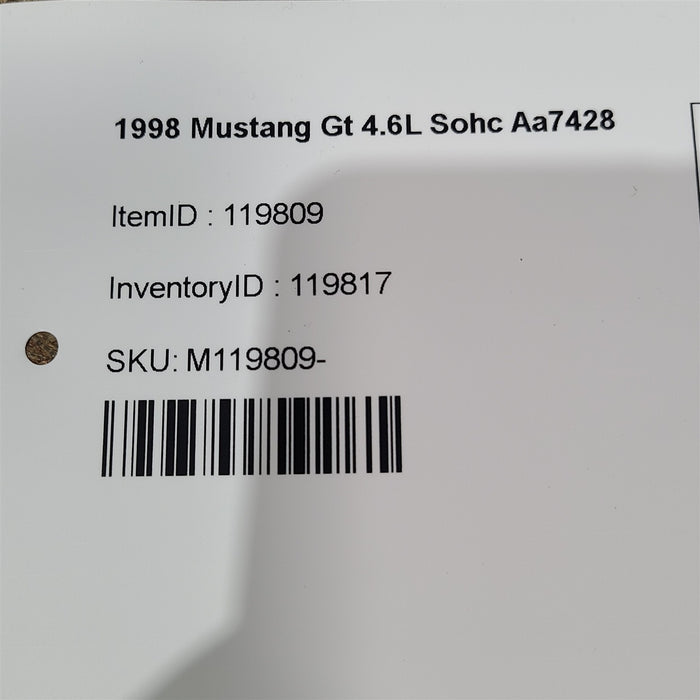 1998 Mustang Gt 4.6L Sohc Aa7428
ItemID : 119809
InventoryID : 119817
SKU: M119809-